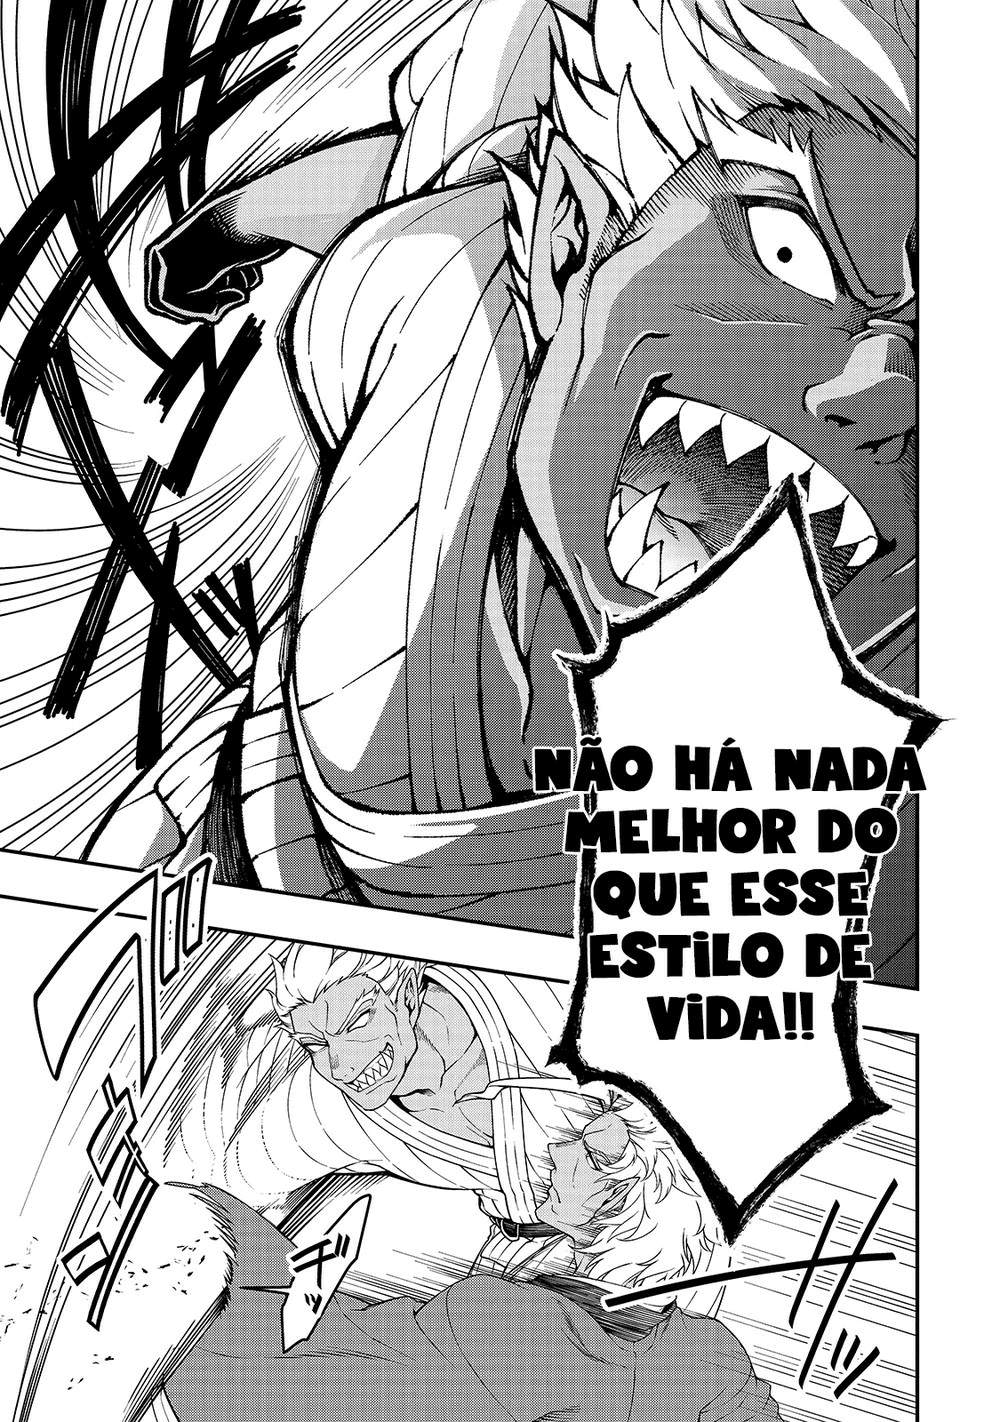 NÃO HÁ NADA
MELHOR DO
QUE ESSE
ESTILO DE
VIDA!!